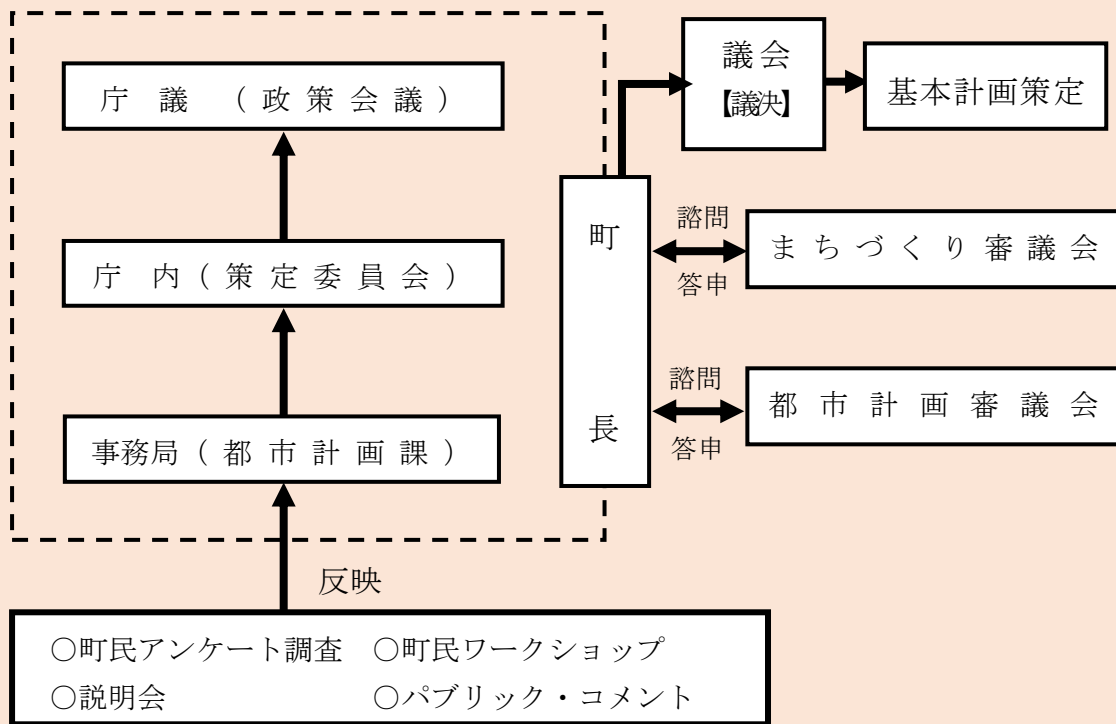 庁議（政策会議）
庁内（策定委員会）
事務局（都市計画課）
反映
○町民アンケート調査 ○町民ワークショップ
○説明会 ○パブリック・コメント
町長
議会
【議決】
基本計画策定
諮問
答申
まちづくり審議会
諮問
答申
都市計画審議会